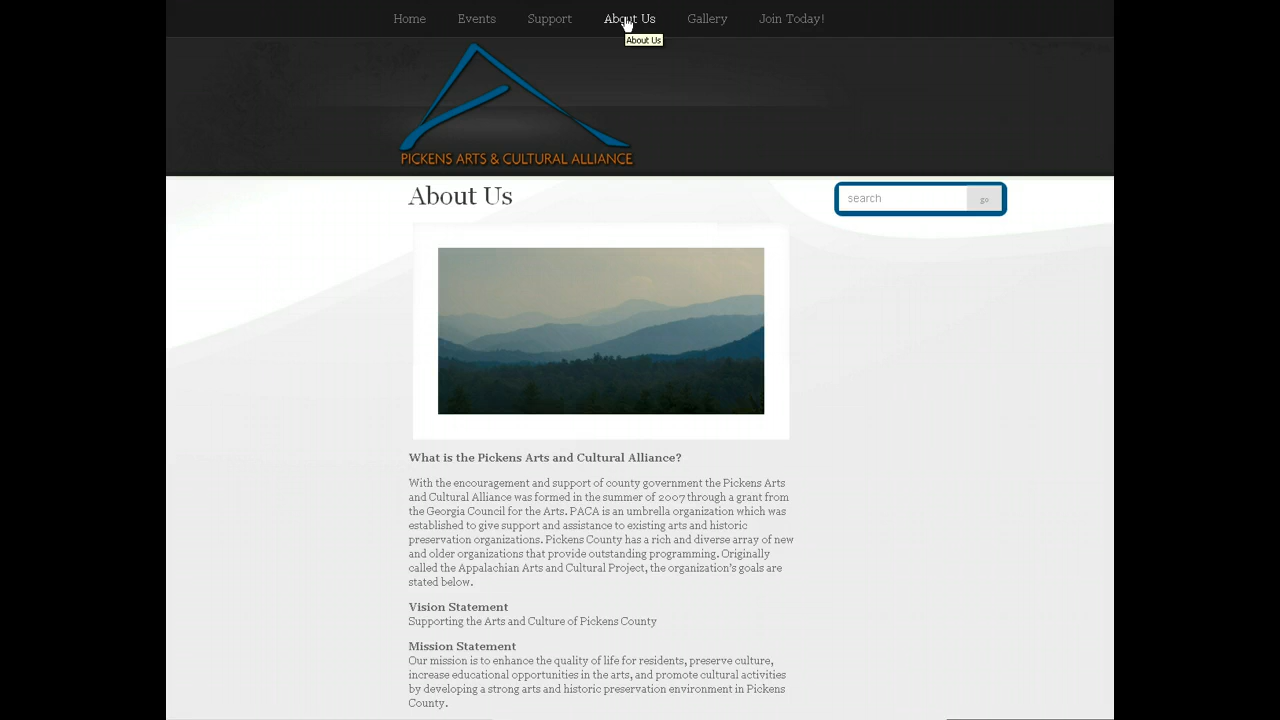 Home Events Support About Us Gallery Join Today!
About Us
PICKENS ARTS & CULTURAL ALLIANCE
About Us
search go
What is the Pickens Arts and Cultural Alliance?
With the encouragement and support of county government the Pickens Arts
and Cultural Alliance was formed in the summer of 2007 through a grant from
the Georgia Council for the Arts. PACA is an umbrella organization which was
established to give support and assistance to existing arts and historic
preservation organizations. Pickens County has a rich and diverse array of new
and older organizations that provide outstanding programming. Originally
called the Appalachian Arts and Cultural Project, the organization's goals are
stated below.
Vision Statement
Supporting the Arts and Culture of Pickens County
Mission Statement
Our mission is to enhance the quality of life for residents, preserve culture,
increase educational opportunities in the arts, and promote cultural activities
by developing a strong arts and historic preservation environment in Pickens
County.